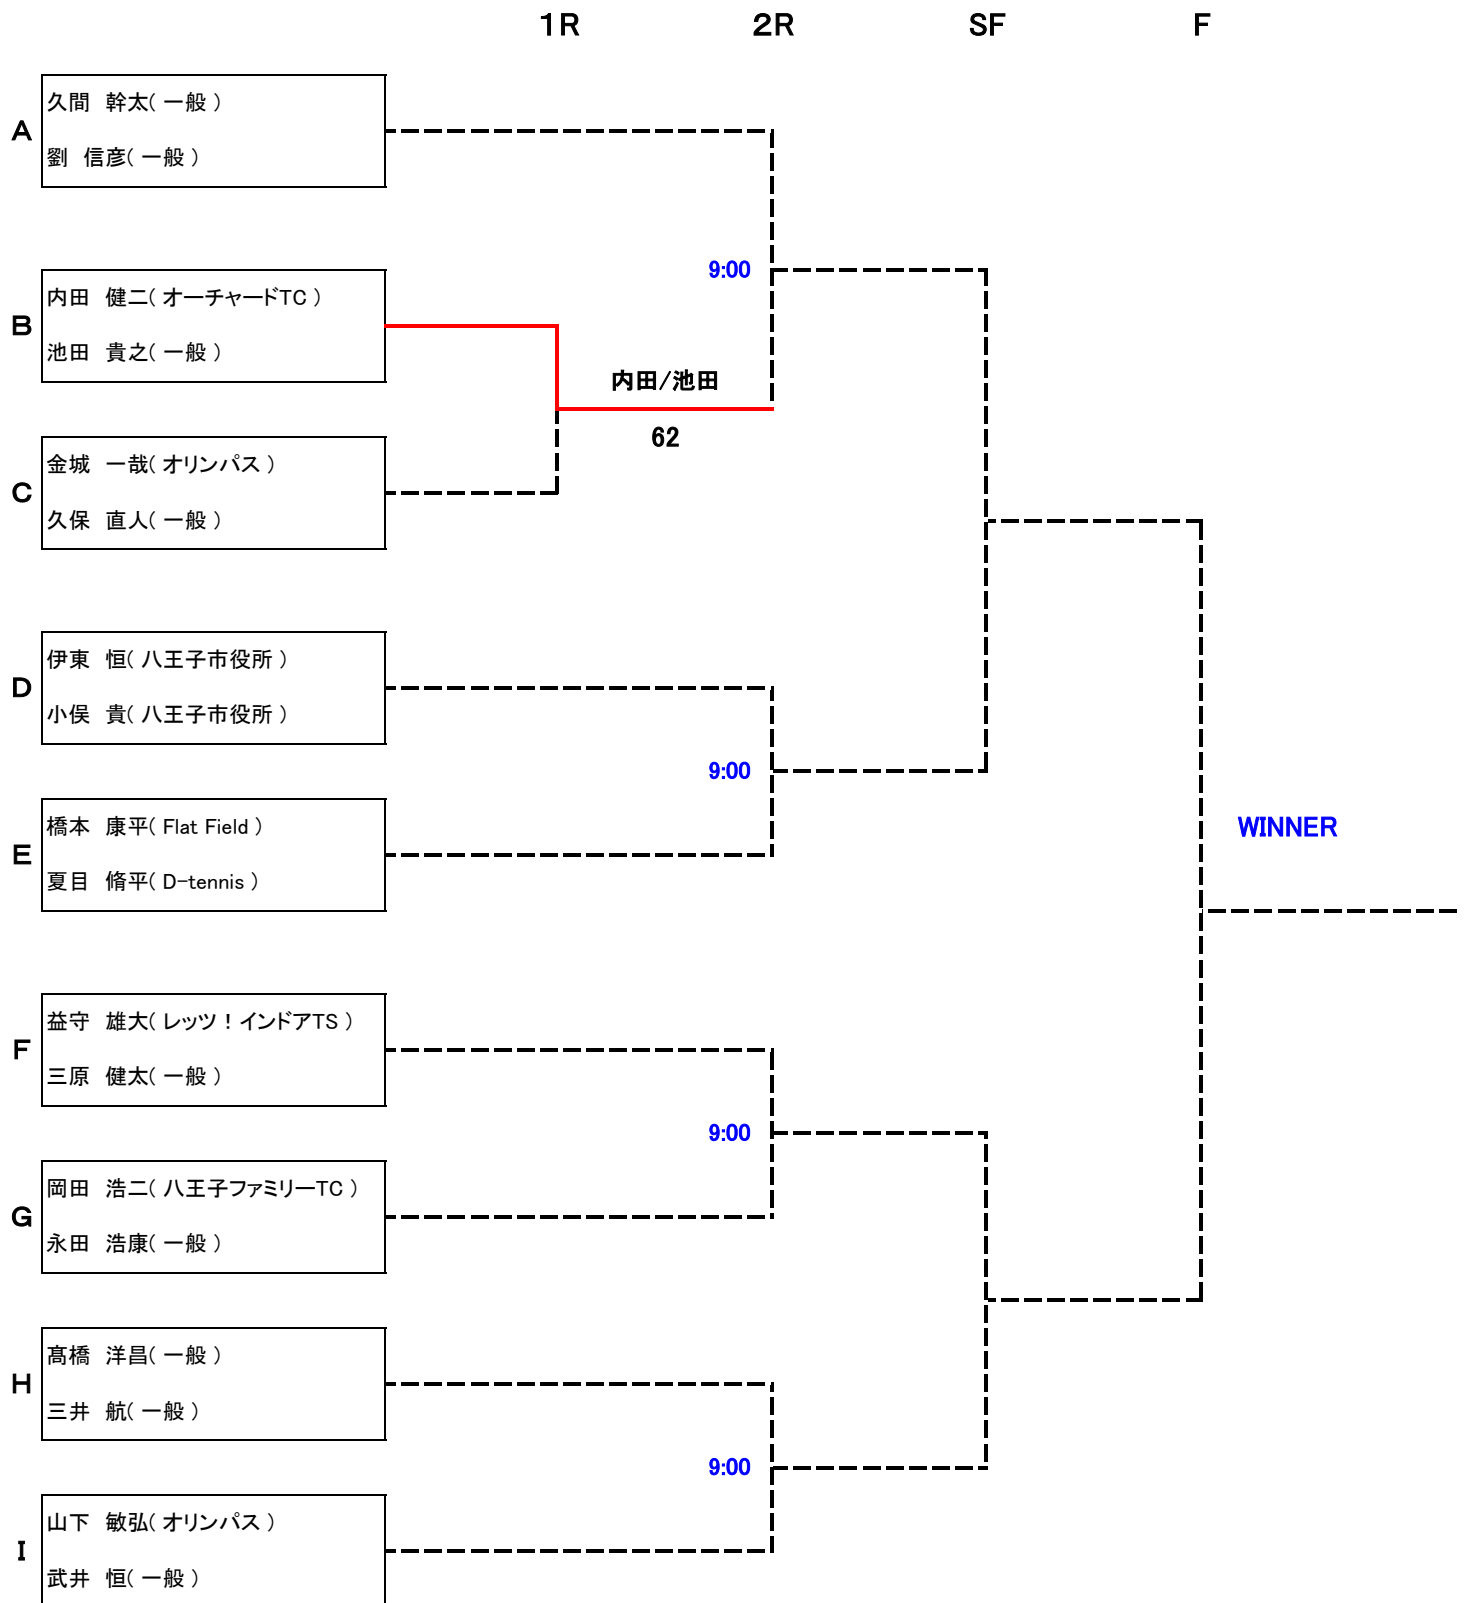 1R 2R SF F
A
久間 幹太( 一般 )
劉 信彦( 一般 )
9:00
B
内田 健二( オーチャードTC )
池田 貴之( 一般 )
内田/池田
62
C
金城 一哉( オリンパス )
久保 直人( 一般 )
D
伊東 恒( 八王子市役所 )
小俣 貴( 八王子市役所 )
9:00
E
橋本 康平( Flat Field )
夏目 脩平( D-tennis )
WINNER
F
益守 雄大( レッツ！インドアTS )
三原 健太( 一般 )
9:00
G
岡田 浩二( 八王子ファミリーTC )
永田 浩康( 一般 )
H
髙橋 洋昌( 一般 )
三井 航( 一般 )
9:00
I
山下 敏弘( オリンパス )
武井 恒( 一般 )